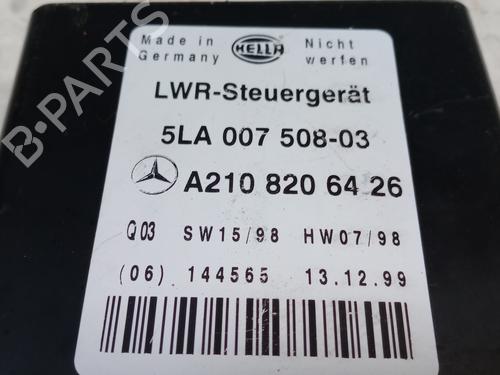 Made in Germany
HELLA
Nicht werfen
LWR-Steuergerät
5LA 007 508-03
A210 820 64 26
Q03 SW15/98 HW07/98
(06) 144565 13.12.99
B-PARTS